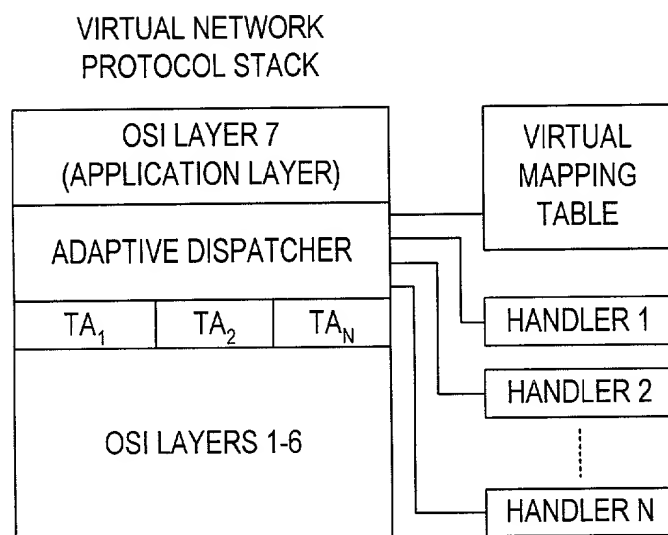 VIRTUAL NETWORK
PROTOCOL STACK
OSI LAYER 7
(APPLICATION LAYER)
ADAPTIVE DISPATCHER
TA1 TA2 TAN
OSI LAYERS 1-6
VIRTUAL
MAPPING
TABLE
HANDLER 1
HANDLER 2
HANDLER N